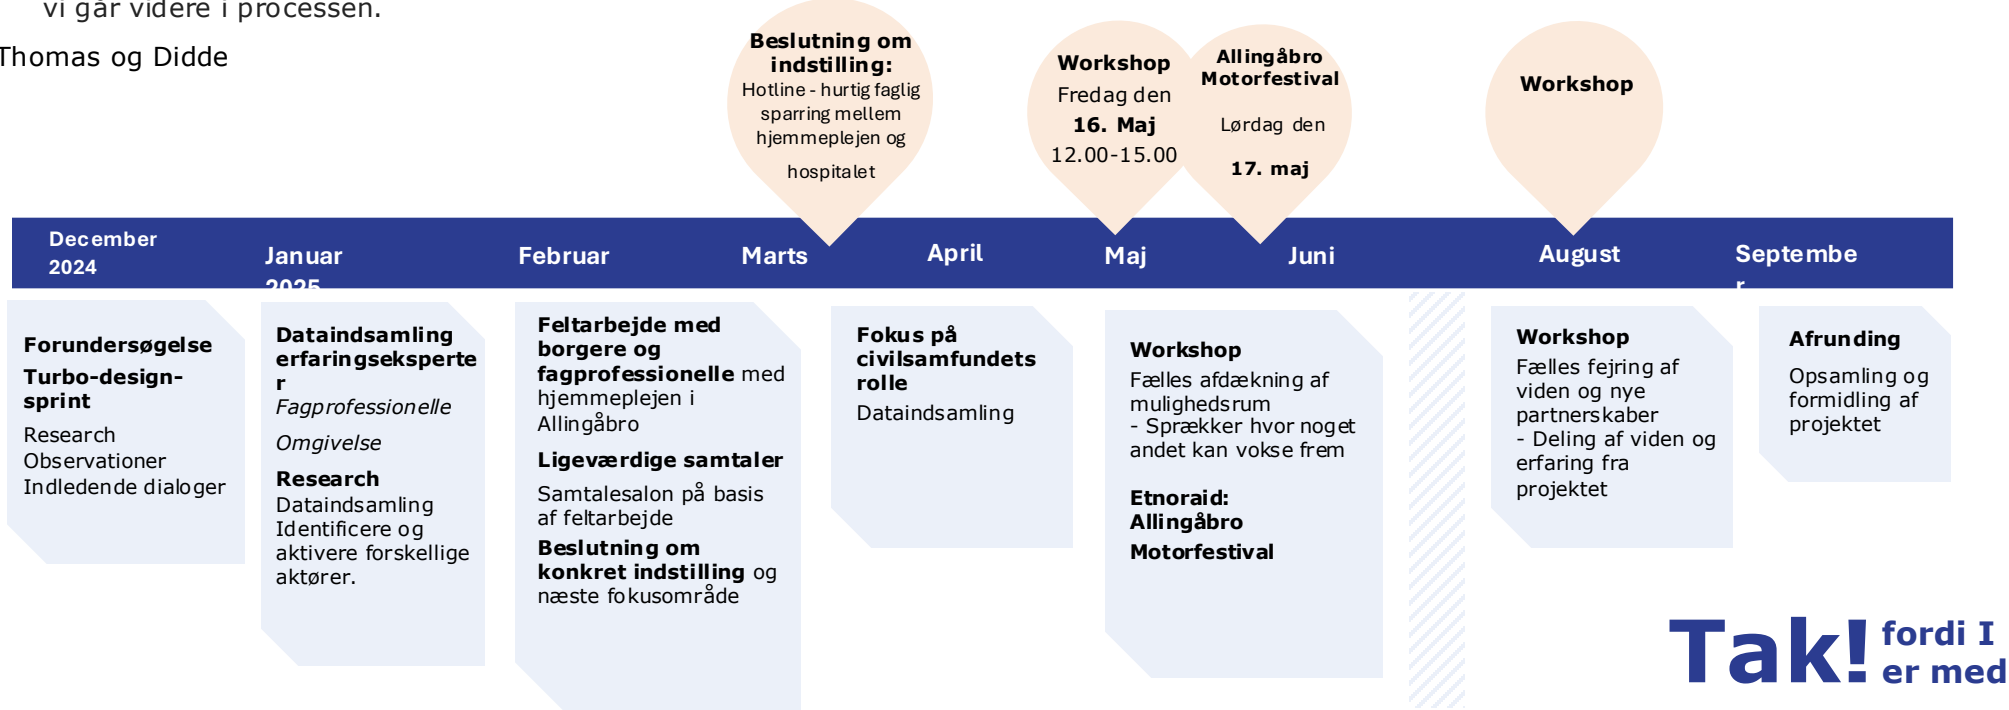 vi går videre i processen.
Thomas og Didde
Beslutning om
indstilling:
Hotline - hurtig faglig
sparring mellem
hjemmeplejen og
hospitalet
Workshop
Fredag den
16. Maj
12.00-15.00
Allingåbro
Motorfestival
Lørdag den
17. maj
Workshop
December
2024
Januar
2025
Februar
Marts
April
Maj
Juni
August
Septembe
r
Forundersøgelse
Turbo-design-
sprint
Research
Observationer
Indledende dialoger
Dataindsamling
erfaringseksperte
r
Fagprofessionelle
Omgivelse
Research
Dataindsamling
Identificere og
aktivere forskellige
aktører.
Feltarbejde med
borgere og
fagprofessionelle med
hjemmeplejen i
Allingåbro
Ligeværdige samtaler
Samtalesalon på basis
af feltarbejde
Beslutning om
konkret indstilling og
næste fokusområde
Fokus på
civilsamfundets
rolle
Dataindsamling
Workshop
Fælles afdækning af
mulighedsrum
- Sprækker hvor noget
andet kan vokse frem
Etnoraid:
Allingåbro
Motorfestival
Workshop
Fælles fejring af
viden og nye
partnerskaber
- Deling af viden og
erfaring fra
projektet
Afrunding
Opsamling og
formidling af
projektet
Tak! fordi I
er med